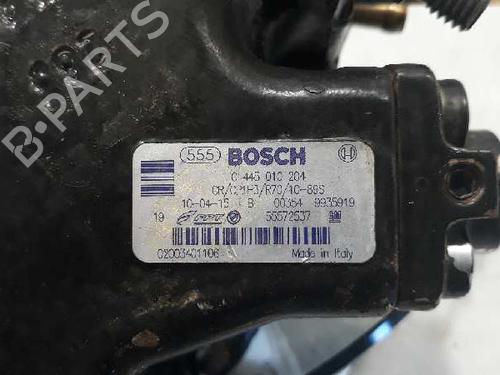 B-PARTS
555 BOSCH
0 445 010 204
CR/CP1H3/R70/10-89S
10-04-15 B 00354 9935919
19 55572537 GM
02003401106 Made in Italy